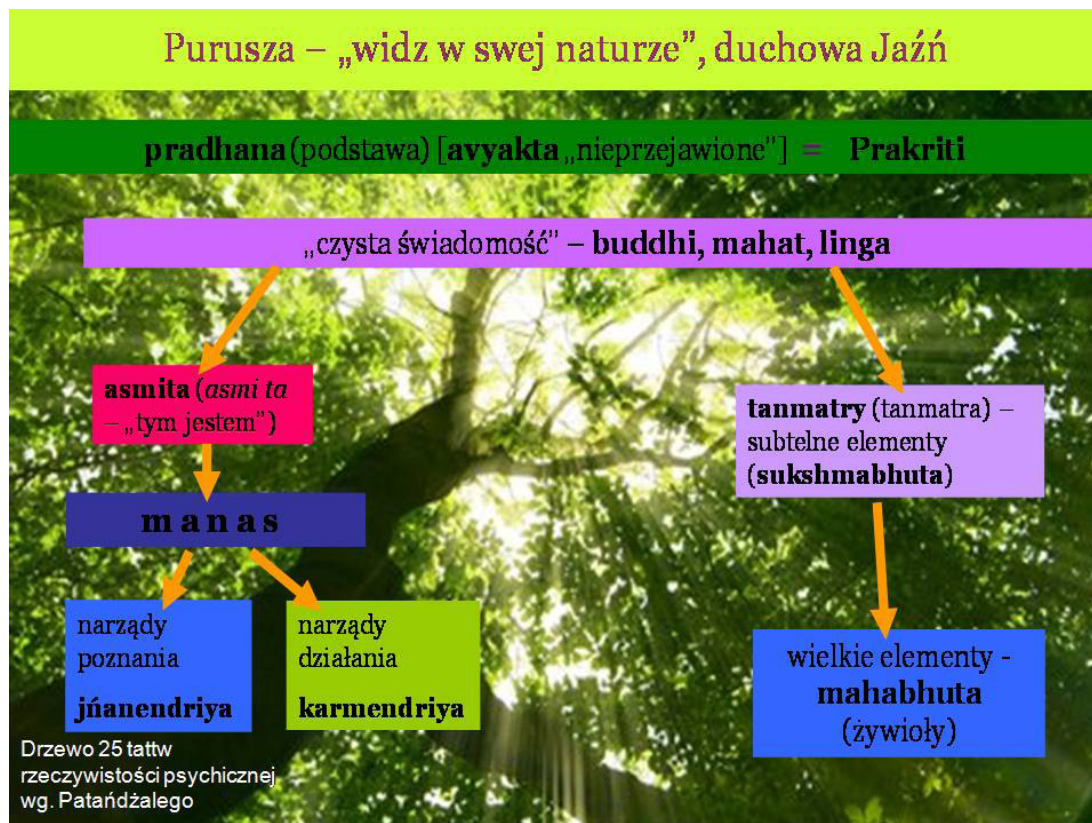 Purusza – „widz w swej naturze”, duchowa Jaźń
pradhana (podstawa) [avyakta „nieprzejawione”] = Prakriti
„czysta świadomość” – buddhi, mahat, linga
asmita (asmi ta
– „tym jestem”)
tanmatry (tanmatra) –
subtelne elementy
(sukshmabhuta)
manas
narządy
poznania
jńanendriya
narządy
działania
karmendriya
wielkie elementy -
mahabhuta
(żywioły)
Drzewo 25 tattw
rzeczywistości psychicznej
wg. Patańdżalego